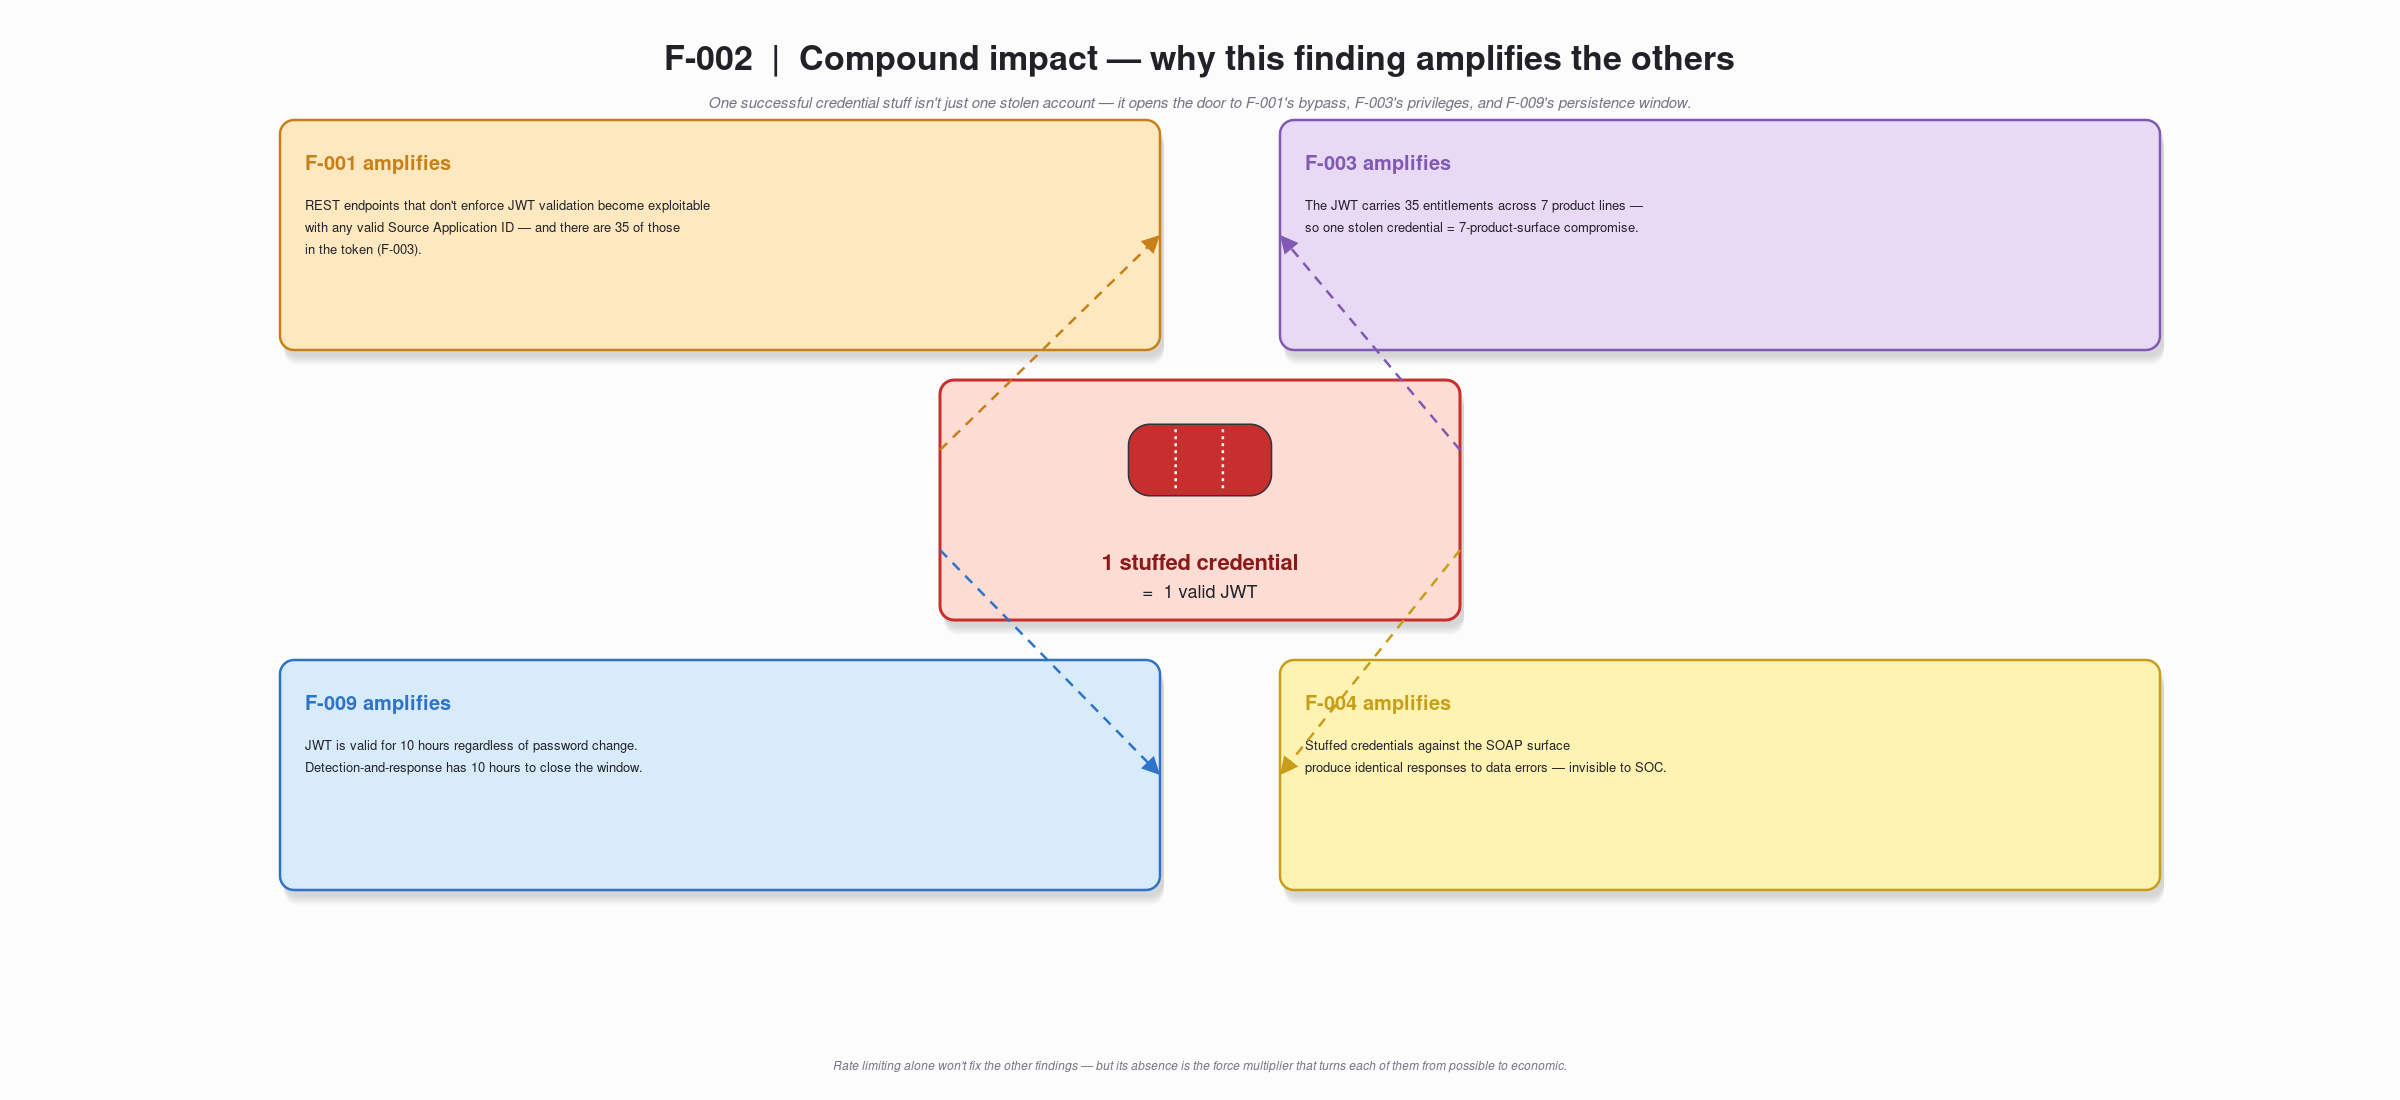 F-002 | Compound impact — why this finding amplifies the others
One successful credential stuff isn't just one stolen account — it opens the door to F-001's bypass, F-003's privileges, and F-009's persistence window.
F-001 amplifies
REST endpoints that don't enforce JWT validation become exploitable
with any valid Source Application ID — and there are 35 of those
in the token (F-003).
F-003 amplifies
The JWT carries 35 entitlements across 7 product lines —
so one stolen credential = 7-product-surface compromise.
1 stuffed credential
= 1 valid JWT
F-009 amplifies
JWT is valid for 10 hours regardless of password change.
Detection-and-response has 10 hours to close the window.
F-004 amplifies
Stuffed credentials against the SOAP surface
produce identical responses to data errors — invisible to SOC.
Rate limiting alone won't fix the other findings — but its absence is the force multiplier that turns each of them from possible to economic.